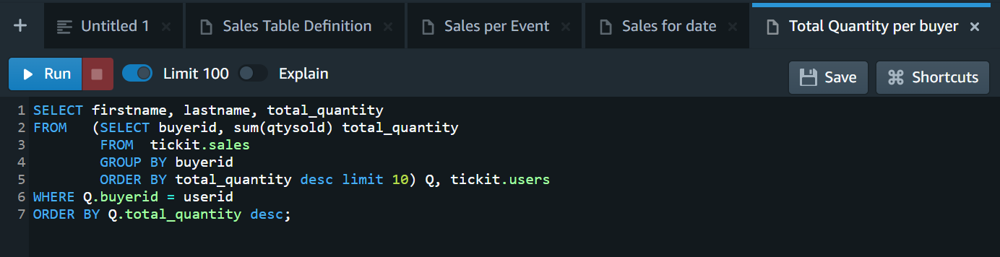 + Untitled 1 × Sales Table Definition × Sales per Event × Sales for date × Total Quantity per buyer ×
Run Limit 100 Explain Save ⌘ Shortcuts
1 SELECT firstname, lastname, total_quantity
2 FROM   (SELECT buyerid, sum(qtysold) total_quantity
3         FROM  tickit.sales
4         GROUP BY buyerid
5         ORDER BY total_quantity desc limit 10) Q, tickit.users
6 WHERE Q.buyerid = userid
7 ORDER BY Q.total_quantity desc;